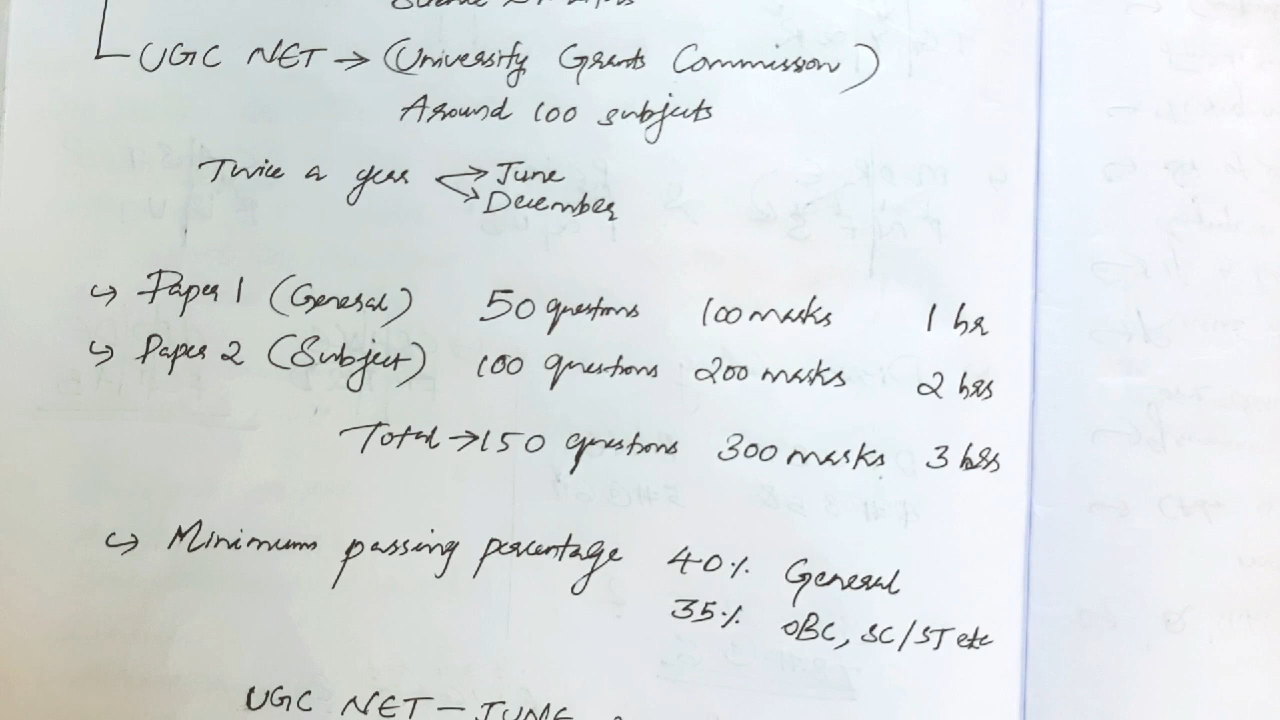 UGC NET → (University Grants Commission)
Around 100 subjects
Twice a year → June
→ December
↪ Paper 1 (General) 50 questions 100 marks 1 hr
↪ Paper 2 (Subject) 100 questions 200 marks 2 hrs
Total → 150 questions 300 marks 3 hrs
↪ Minimum passing percentage 40% General
35% OBC, SC/ST etc
UGC NET - JUNE